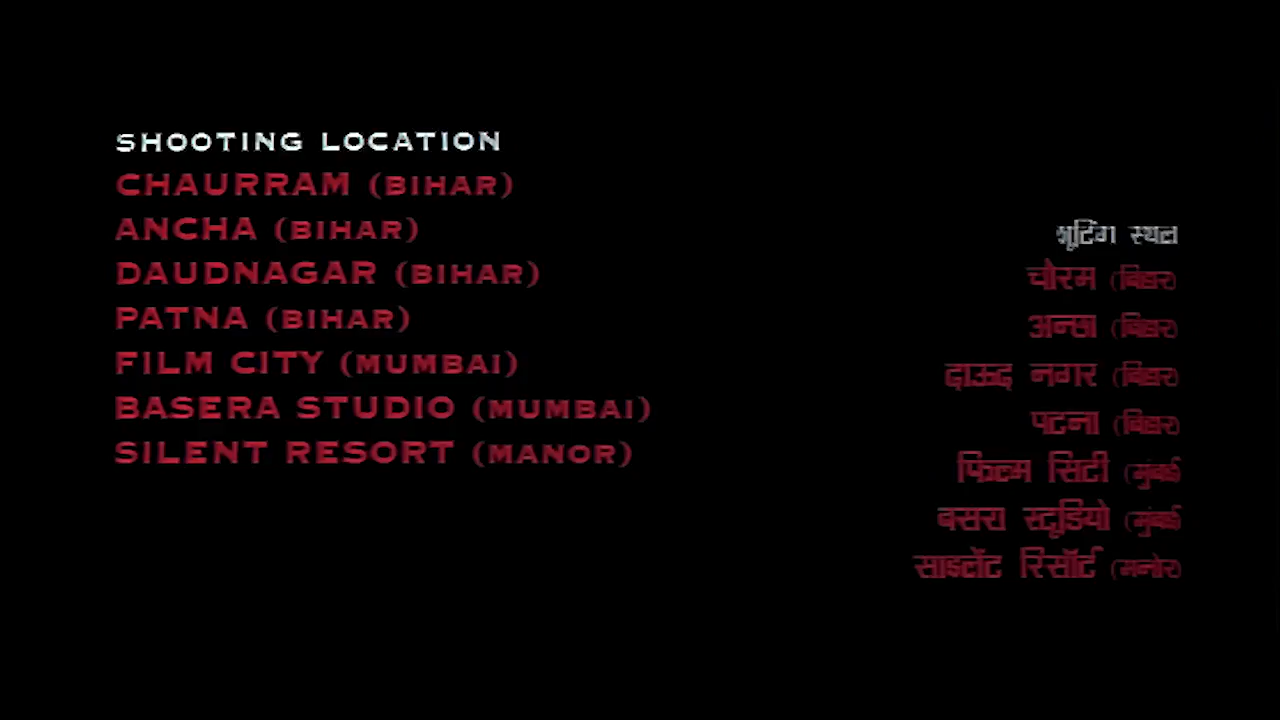 SHOOTING LOCATION
CHAURRAM (BIHAR)
ANCHA (BIHAR)
DAUDNAGAR (BIHAR)
PATNA (BIHAR)
FILM CITY (MUMBAI)
BASERA STUDIO (MUMBAI)
SILENT RESORT (MANOR)
शूटिंग स्थल
चौरम (बिहार)
अन्छा (बिहार)
दाऊद नगर (बिहार)
पटना (बिहार)
फिल्म सिटी (मुंबई
बसरा स्टूडियो (मुंबई
साइलेंट रिसॉर्ट (मनोर)